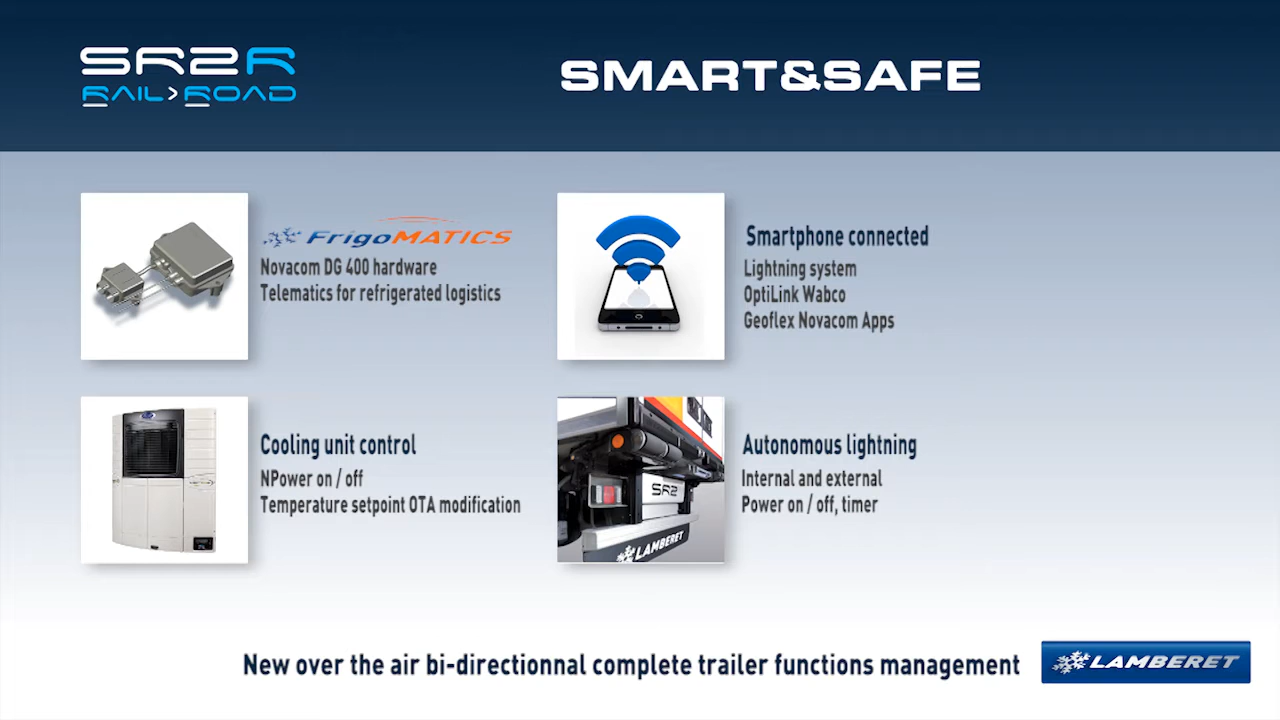 SR2R
RAIL>ROAD
SMART&SAFE
FrigoMATICS
Novacom DG 400 hardware
Telematics for refrigerated logistics
Smartphone connected
Lightning system
OptiLink Wabco
Geoflex Novacom Apps
Cooling unit control
NPower on / off
Temperature setpoint OTA modification
SR2
LAMBERET
Autonomous lightning
Internal and external
Power on / off, timer
New over the air bi-directionnal complete trailer functions management
LAMBERET